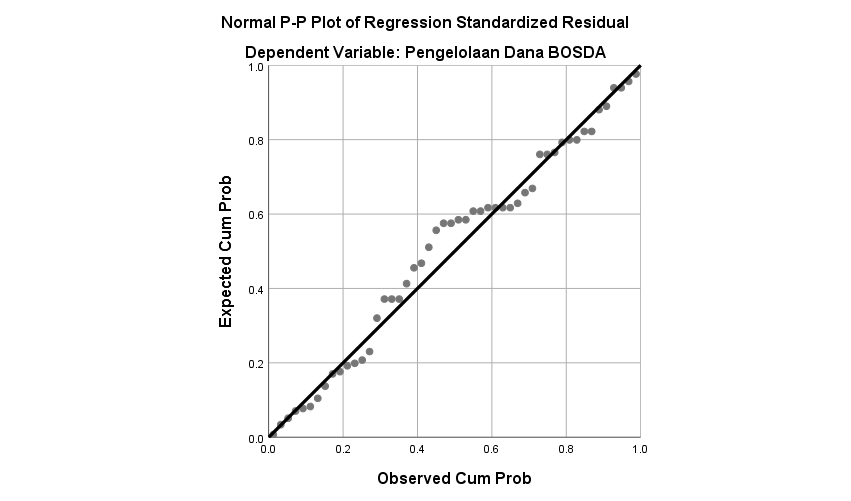 Normal P-P Plot of Regression Standardized Residual
Dependent Variable: Pengelolaan Dana BOSDA
Expected Cum Prob
1.0
0.8
0.6
0.4
0.2
0.0
0.0 0.2 0.4 0.6 0.8 1.0
Observed Cum Prob